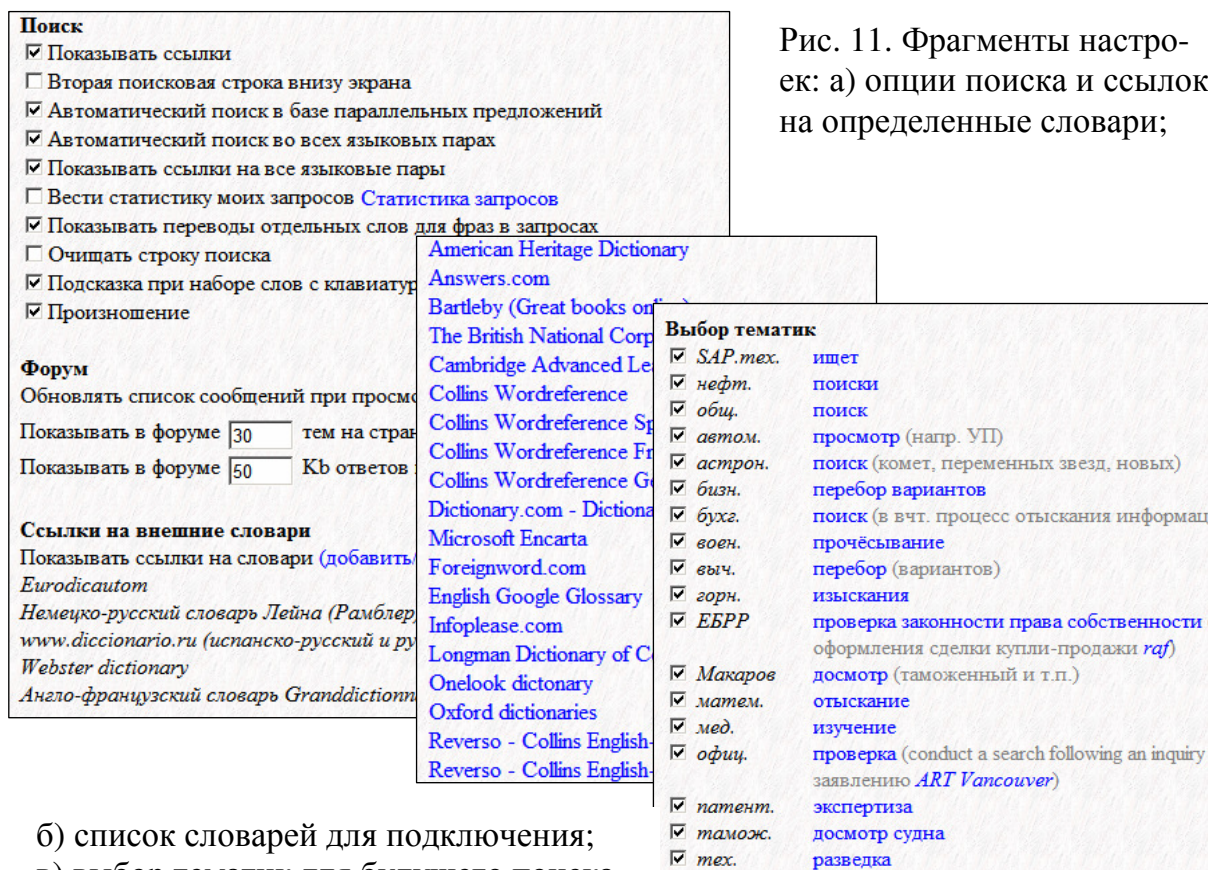 Поиск
Показывать ссылки
Вторая поисковая строка внизу экрана
Автоматический поиск в базе параллельных предложений
Автоматический поиск во всех языковых парах
Показывать ссылки на все языковые пары
Вести статистику моих запросов Статистика запросов
Показывать переводы отдельных слов для фраз в запросах
Очищать строку поиска
Подсказка при наборе слов с клавиатур
Произношение
Форум
Обновлять список сообщений при просмо
Показывать в форуме 30 тем на стран
Показывать в форуме 50 Kb ответов
Ссылки на внешние словари
Показывать ссылки на словари (добавить/
Eurodicautom
Немецко-русский словарь Лейна (Рамблер)
www.diccionario.ru (испанско-русский и ру
Webster dictionary
Англо-французский словарь Granddictionn
Рис. 11. Фрагменты настро-
ек: а) опции поиска и ссылок
на определенные словари;
American Heritage Dictionary
Answers.com
Bartleby (Great books online)
The British National Corp
Cambridge Advanced Lea
Collins Wordreference
Collins Wordreference Sp
Collins Wordreference Fr
Collins Wordreference Ge
Dictionary.com - Dictiona
Microsoft Encarta
Foreignword.com
English Google Glossary
Infoplease.com
Longman Dictionary of Co
Onelook dictonary
Oxford dictionaries
Reverso - Collins English-
Reverso - Collins English-
Выбор тематик
SAP.тех. ищет
нефт. поиски
общ. поиск
автом. просмотр (напр. УП)
астрон. поиск (комет, переменных звезд, новых)
бизн. перебор вариантов
бухг. поиск (в вчт. процесс отыскания информац
воен. прочёсывание
выч. перебор (вариантов)
горн. изыскания
ЕБРР проверка законности права собственности
оформления сделки купли-продажи raf)
Макаров досмотр (таможенный и т.п.)
матем. отыскание
мед. изучение
офиц. проверка (conduct a search following an inquiry
заявлению ART Vancouver)
патент. экспертиза
тамож. досмотр судна
тех. разведка
б) список словарей для подключения;
в) выбор тематик для будущего поиска